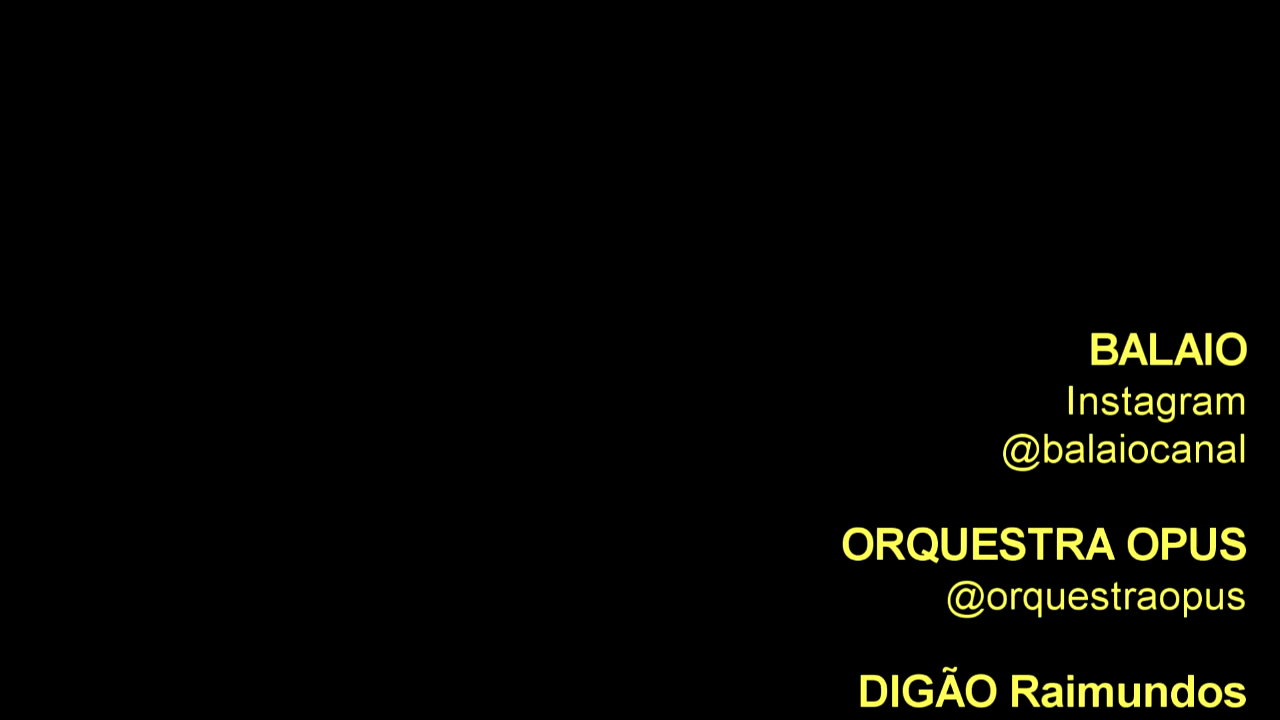 BALAIO
Instagram
@balaiocanal
ORQUESTRA OPUS
@orquestraopus
DIGÃO Raimundos